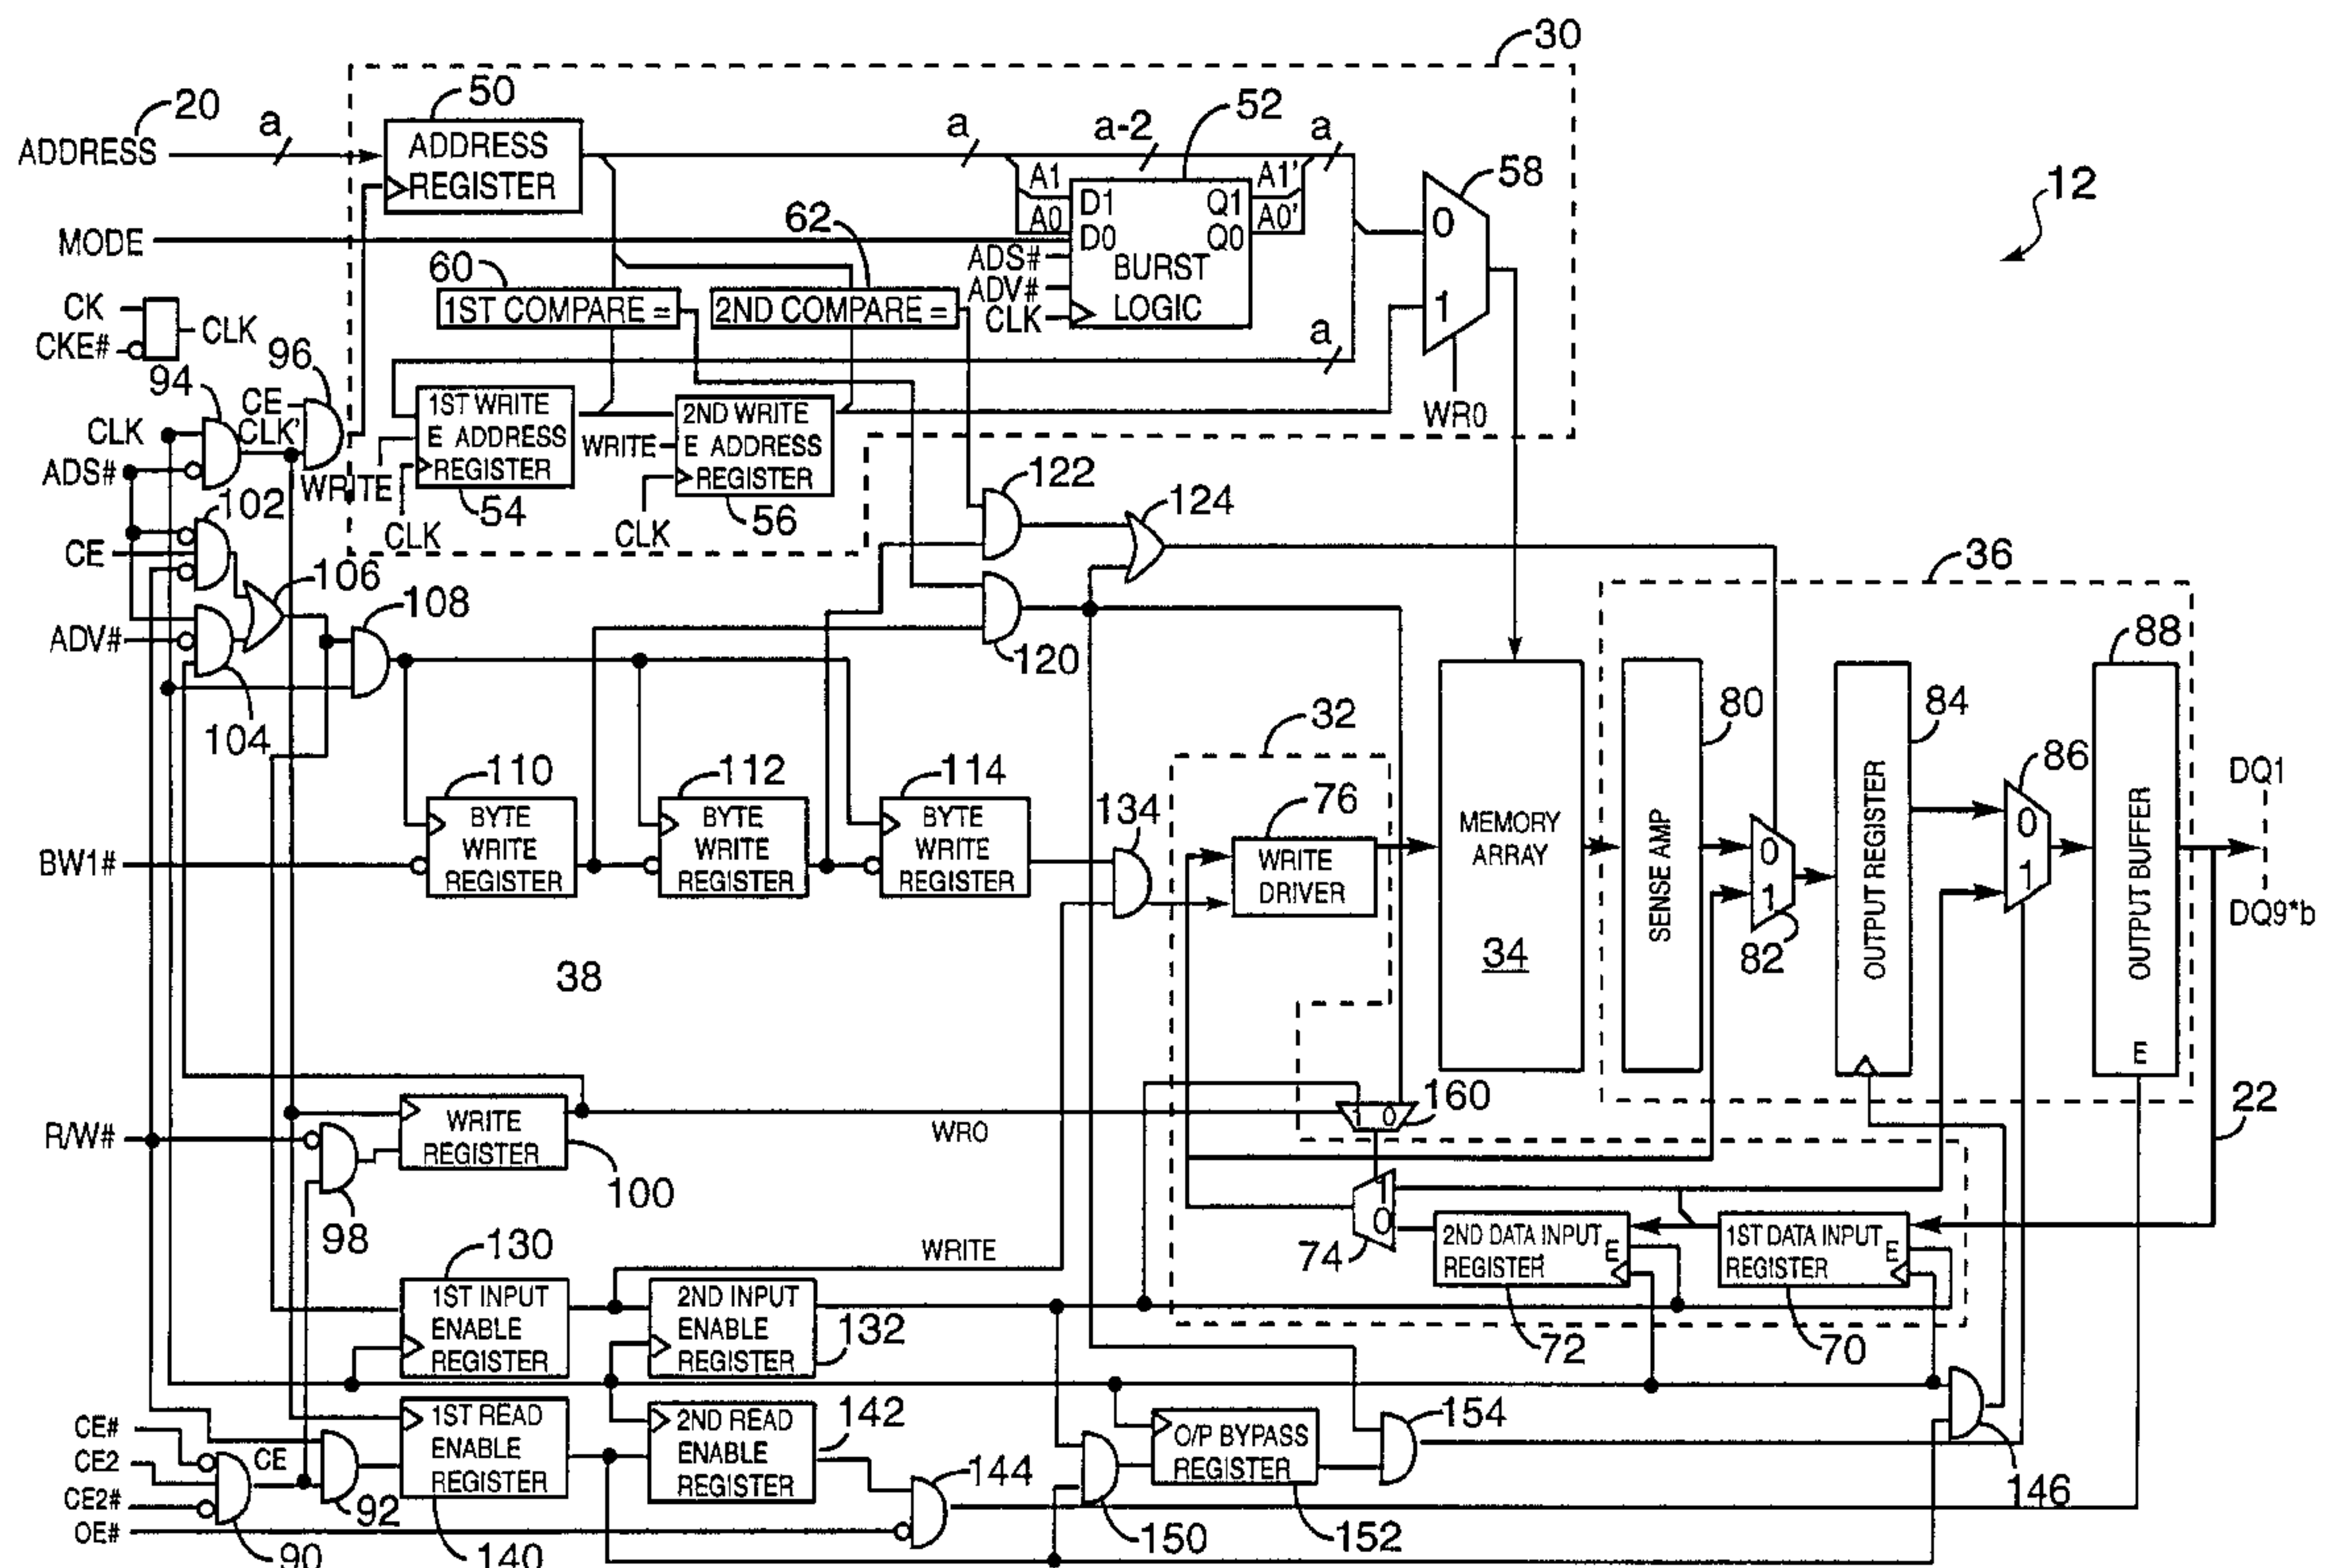 30
20
50
52
ADDRESS
a
ADDRESS
REGISTER
a
a-2
a
58
12
A1
A0
D1
D0
Q1
Q0
A1'
A0'
BURST
LOGIC
0
1
MODE
62
60
ADS#
ADV#
CLK
1ST COMPARE =
2ND COMPARE =
CK
CKE#
CLK
96
a
94
CE
CLK'
CLK
ADS#
WRITE
1ST WRITE
E ADDRESS
REGISTER
WRITE
2ND WRITE
E ADDRESS
REGISTER
WR0
102
54
56
CLK
CLK
122
124
CE
36
106
108
ADV#
120
88
104
32
80
84
110
112
114
134
76
86
DQ1
BYTE
WRITE
REGISTER
BYTE
WRITE
REGISTER
BYTE
WRITE
REGISTER
WRITE
DRIVER
MEMORY
ARRAY
34
SENSE AMP
0
1
82
OUTPUT REGISTER
0
1
OUTPUT BUFFER
E
BW1#
DQ9*b
38
WRITE
REGISTER
100
WRO
1 0
160
22
R/W#
98
1
0
74
2ND DATA INPUT
REGISTER
E
1ST DATA INPUT
REGISTER
E
130
WRITE
1ST INPUT
ENABLE
REGISTER
2ND INPUT
ENABLE
REGISTER
132
72
70
CE#
CE2
CE2#
OE#
CE
1ST READ
ENABLE
REGISTER
2ND READ
ENABLE
REGISTER
142
O/P BYPASS
REGISTER
154
144
146
92
90
140
150
152